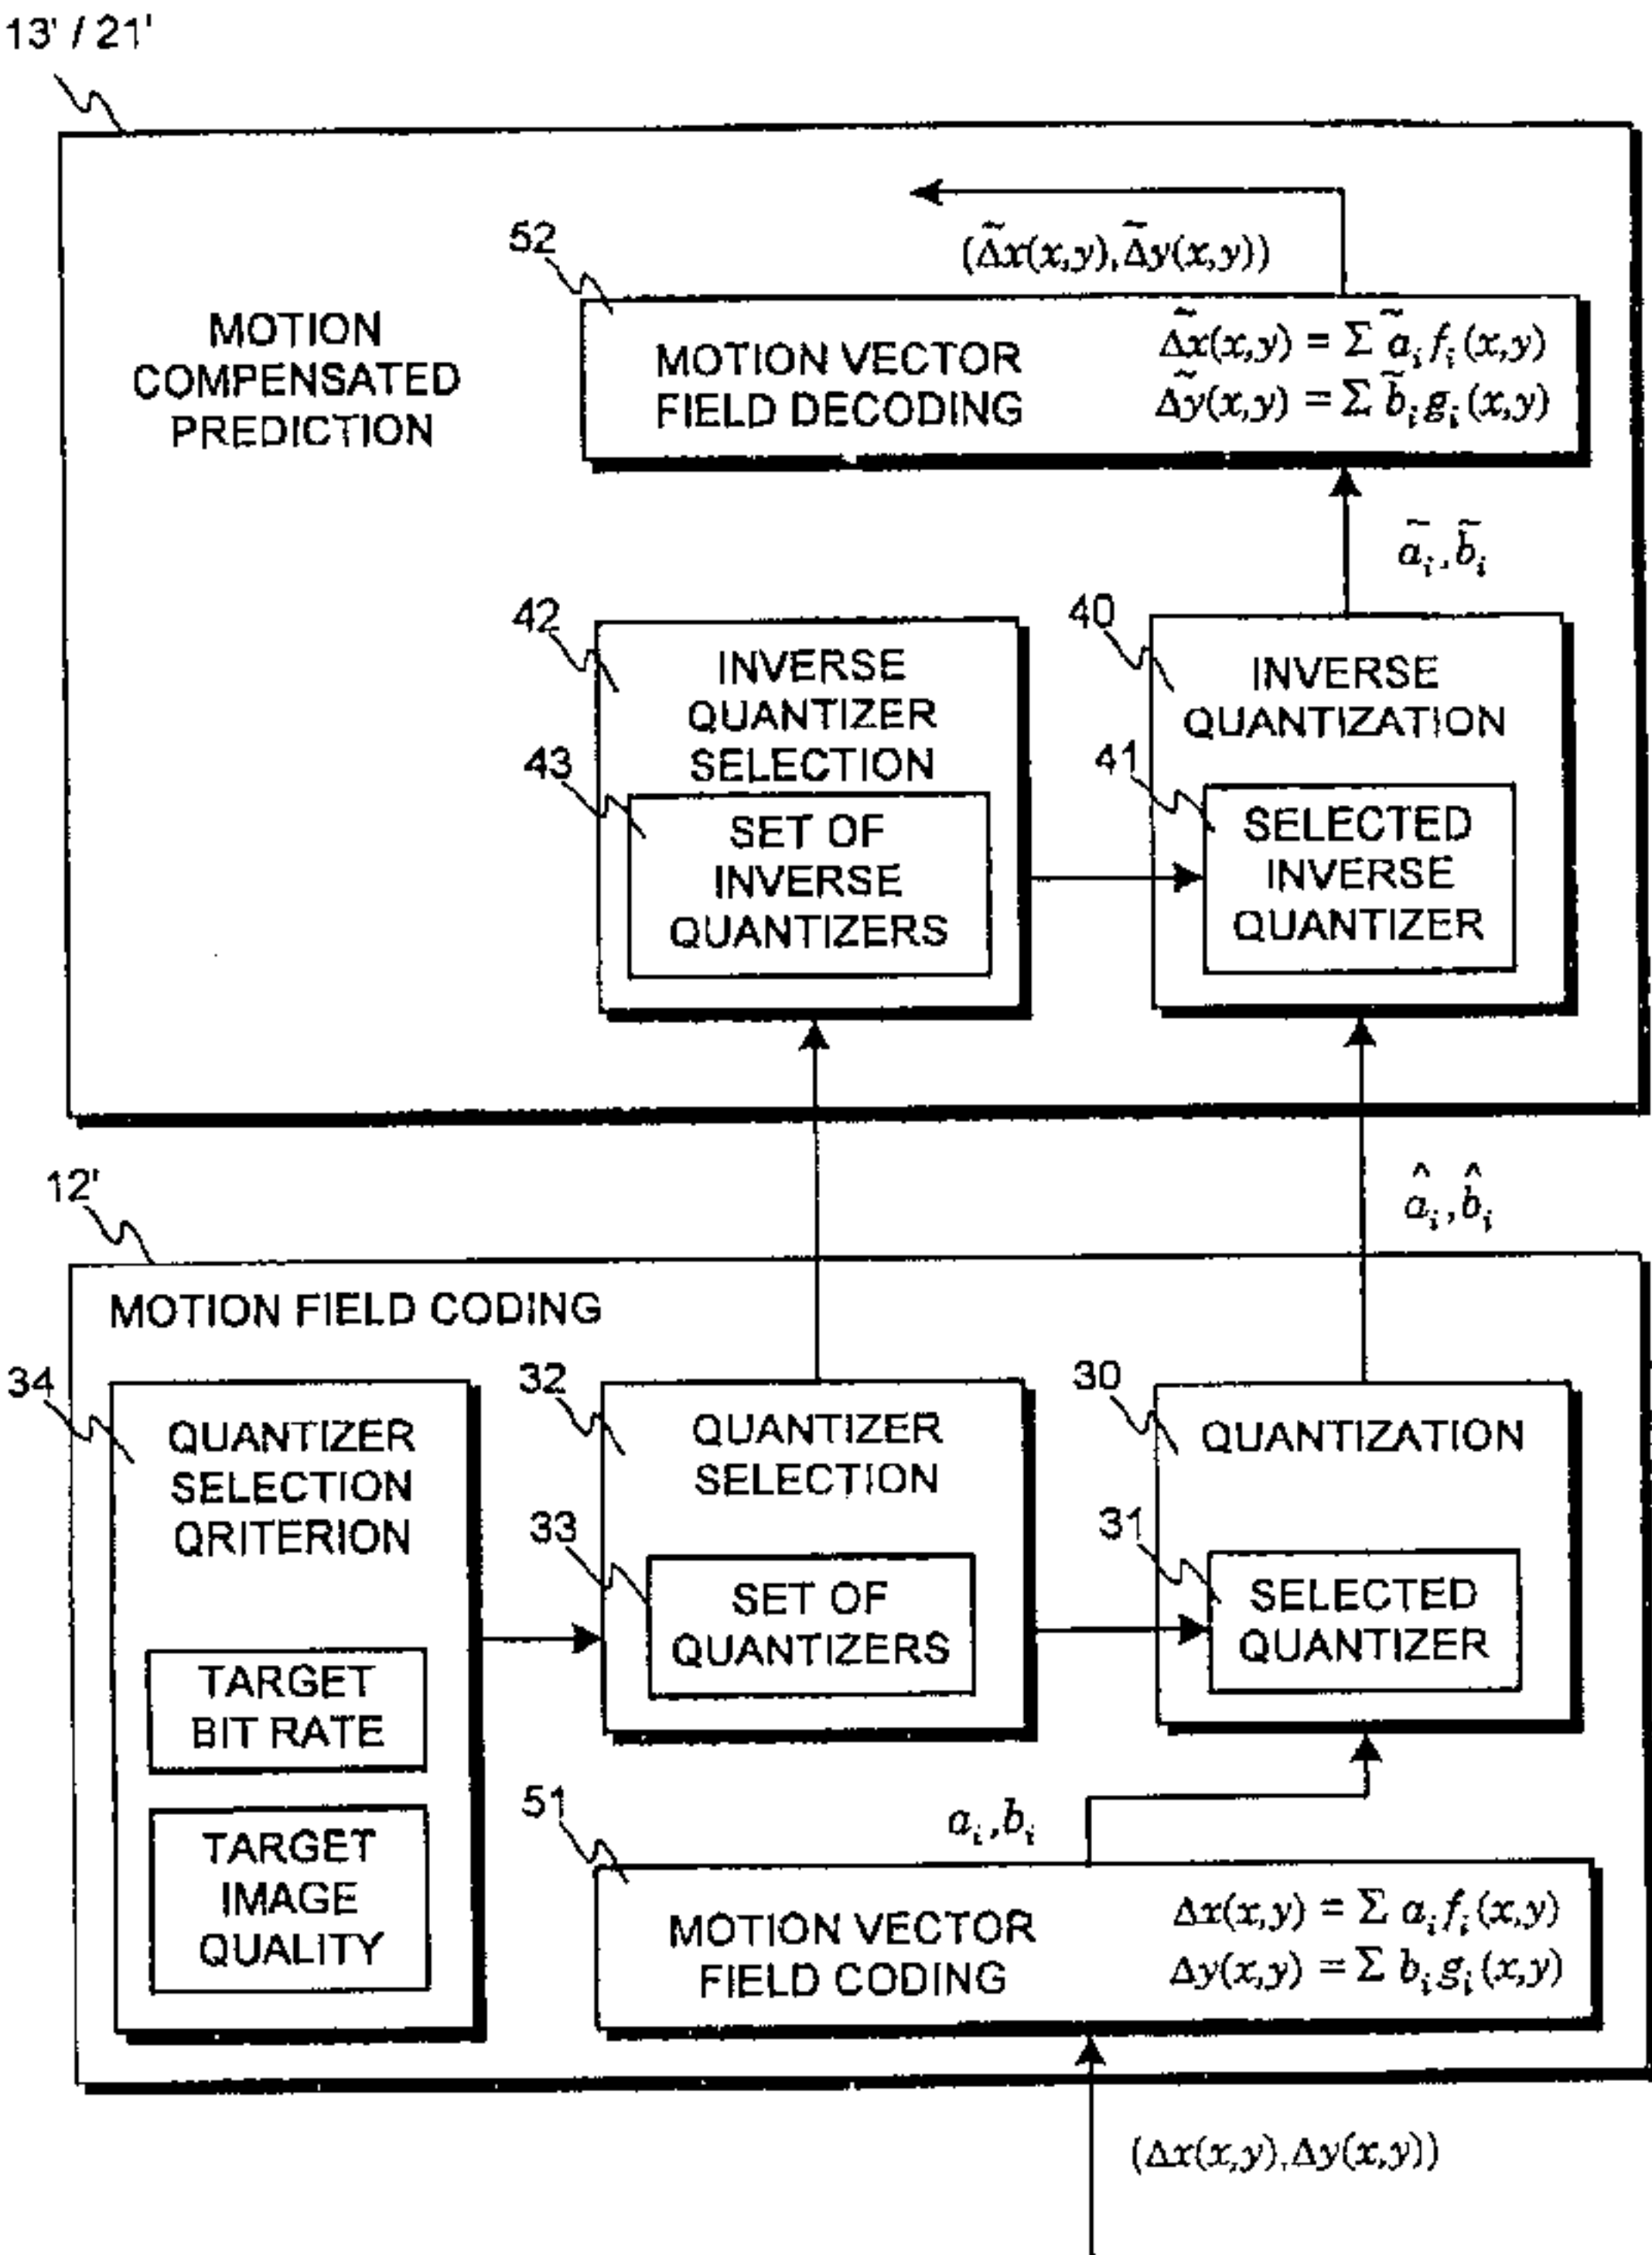 13' / 21'
52
(Δ̃x(x,y),Δ̃y(x,y))
MOTION
COMPENSATED
PREDICTION
MOTION VECTOR
FIELD DECODING
Δ̃x(x,y) = Σ ã_i f_i(x,y)
Δ̃y(x,y) = Σ b̃_i g_i(x,y)
ã_i, b̃_i
42
INVERSE
QUANTIZER
SELECTION
43
SET OF
INVERSE
QUANTIZERS
40
INVERSE
QUANTIZATION
41
SELECTED
INVERSE
QUANTIZER
â_i, b̂_i
12'
MOTION FIELD CODING
34
QUANTIZER
SELECTION
QRITERION
TARGET
BIT RATE
TARGET
IMAGE
QUALITY
32
QUANTIZER
SELECTION
33
SET OF
QUANTIZERS
30
QUANTIZATION
31
SELECTED
QUANTIZER
51
a_i, b_i
MOTION VECTOR
FIELD CODING
Δx(x,y) = Σ a_i f_i(x,y)
Δy(x,y) = Σ b_i g_i(x,y)
(Δx(x,y),Δy(x,y))